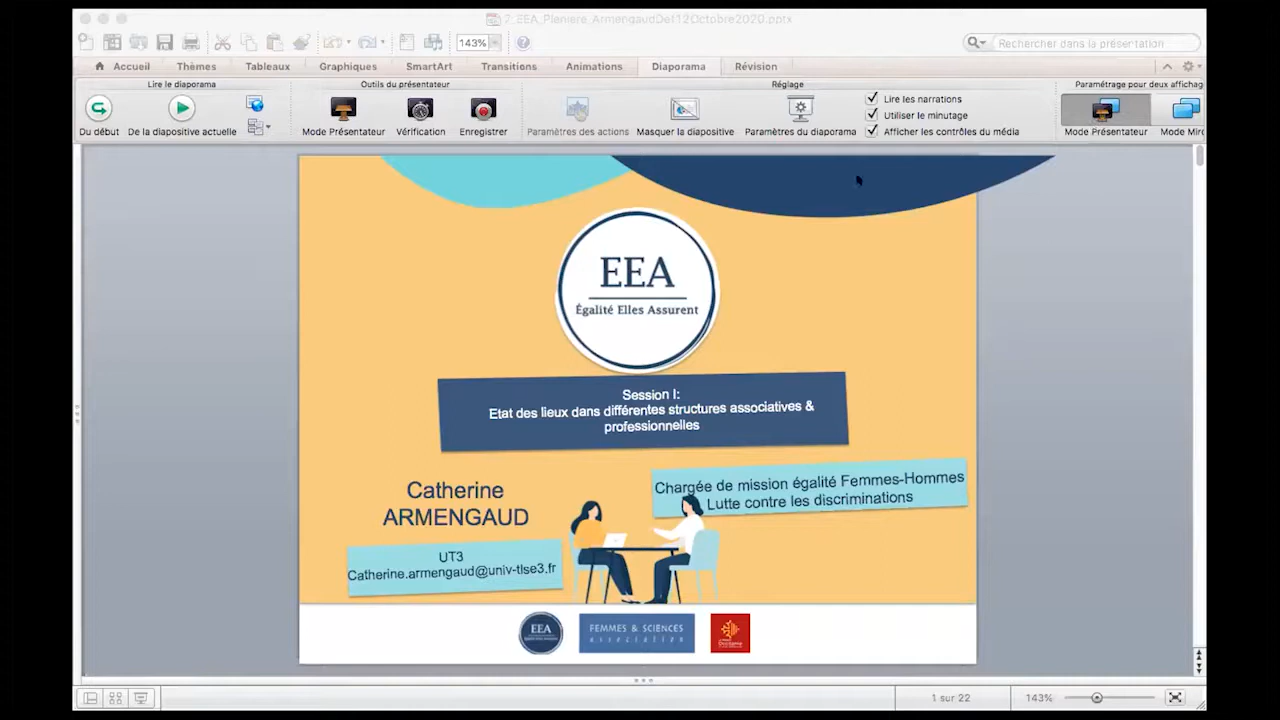 2_EEA_Pleniere_ArmengaudDet12Octobre2020.pptx
143%
Rechercher dans la présentation
Accueil
Thèmes
Tableaux
Graphiques
SmartArt
Transitions
Animations
Diaporama
Révision
Lire le diaporama
Outils du présentateur
Réglage
Paramétrage pour deux affichag
Du début
De la diapositive actuelle
Mode Présentateur
Vérification
Enregistrer
Paramètres des actions
Masquer la diapositive
Paramètres du diaporama
Lire les narrations
Utiliser le minutage
Afficher les contrôles du média
Mode Présentateur
Mode Miro
EEA
Égalité Elles Assurent
Session I:
Etat des lieux dans différentes structures associatives &
professionnelles
Catherine
ARMENGAUD
Chargée de mission égalité Femmes-Hommes
Lutte contre les discriminations
UT3
Catherine.armengaud@univ-tlse3.fr
EEA
FEMMES & SCIENCES
association
1 sur 22
143%